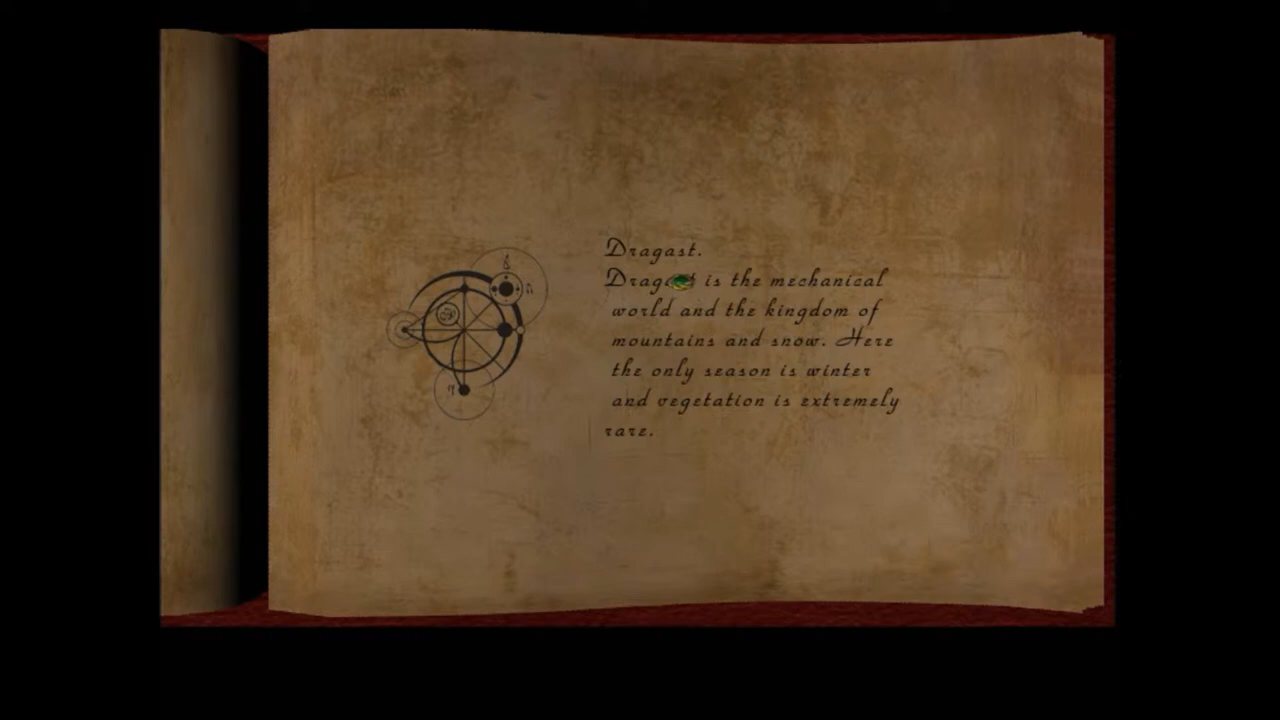 Dragast.
Dragast is the mechanical
world and the kingdom of
mountains and snow. Here
the only season is winter
and vegetation is extremely
rare.